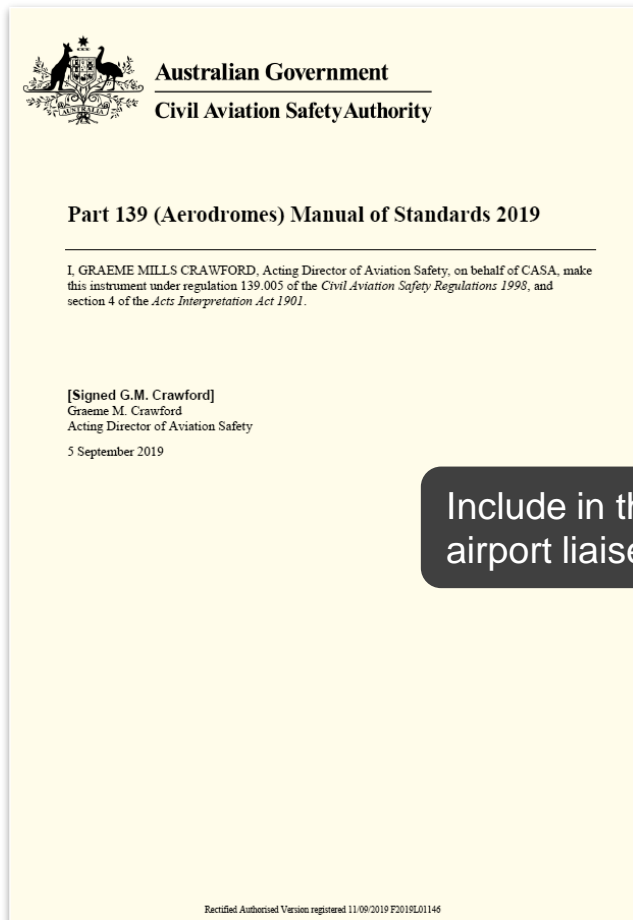 Australian Government
Civil Aviation Safety Authority
AUSTRALIA
Part 139 (Aerodromes) Manual of Standards 2019
I, GRAEME MILLS CRAWFORD, Acting Director of Aviation Safety, on behalf of CASA, make
this instrument under regulation 139.005 of the Civil Aviation Safety Regulations 1998, and
section 4 of the Acts Interpretation Act 1901.
[Signed G.M. Crawford]
Graeme M. Crawford
Acting Director of Aviation Safety
5 September 2019
Include in
airport
Rectified Authorised Version registered 11/09/2019 F2019L01146